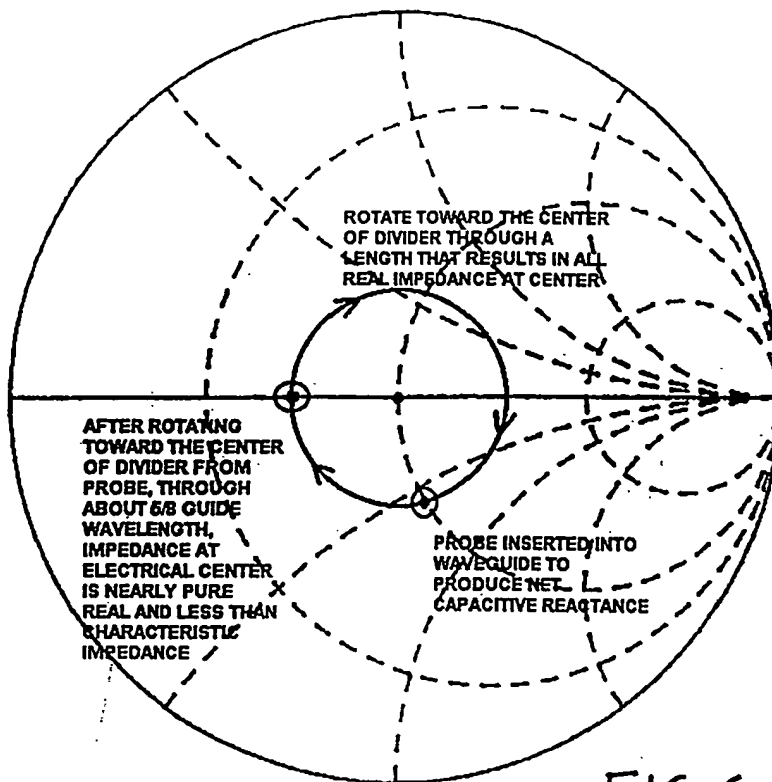 ROTATE TOWARD THE CENTER
OF DIVIDER THROUGH A
LENGTH THAT RESULTS IN ALL
REAL IMPEDANCE AT CENTER
AFTER ROTATING
TOWARD THE CENTER
OF DIVIDER FROM
PROBE, THROUGH
ABOUT 5/8 GUIDE
WAVELENGTH,
IMPEDANCE AT
ELECTRICAL CENTER
IS NEARLY PURE
REAL AND LESS THAN
CHARACTERISTIC
IMPEDANCE
PROBE INSERTED INTO
WAVEGUIDE TO
PRODUCE NET
CAPACITIVE REACTANCE